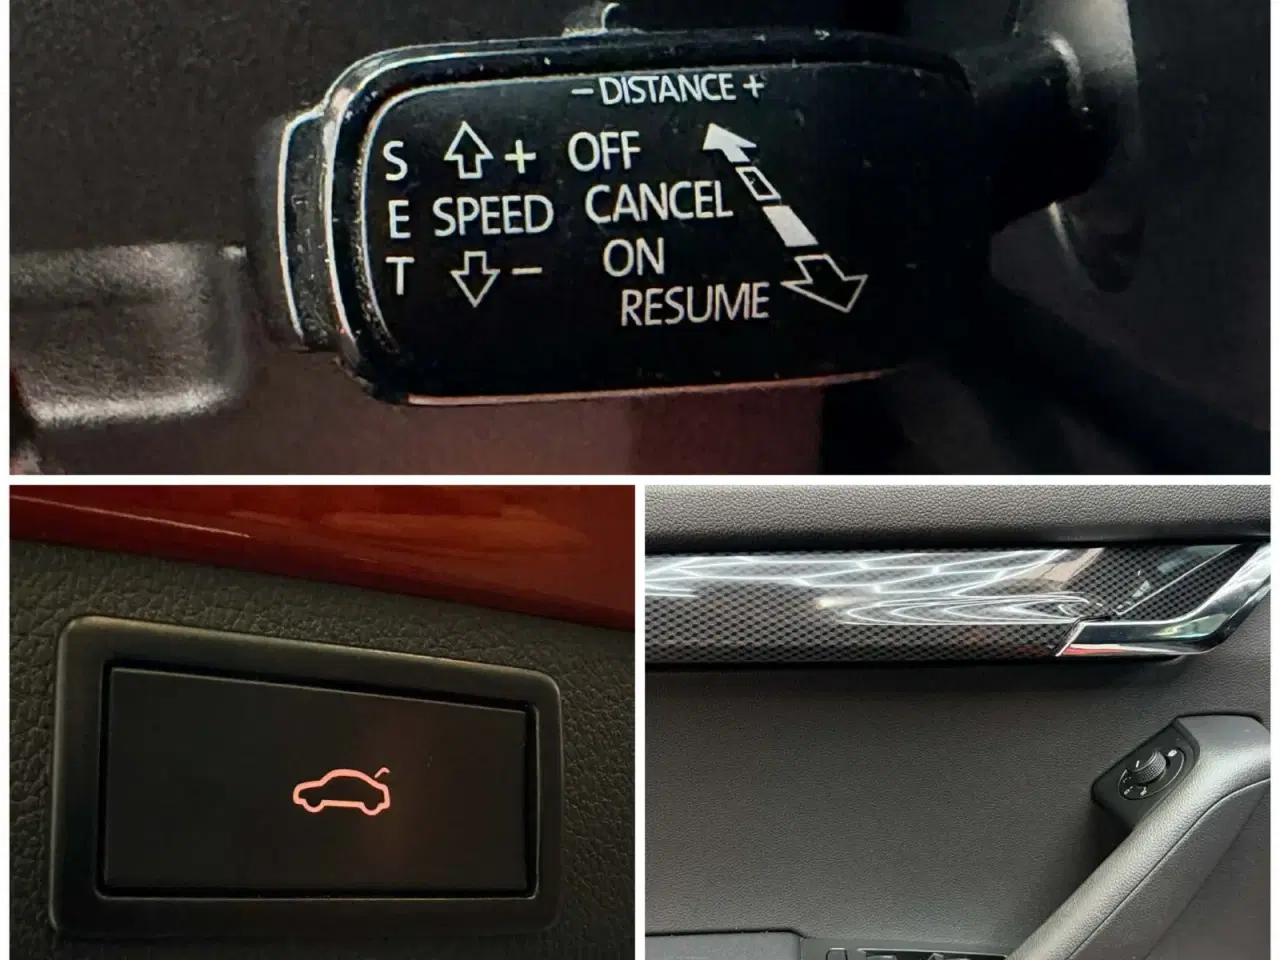 - DISTANCE +
S + OFF
E SPEED CANCEL
T - ON
RESUME